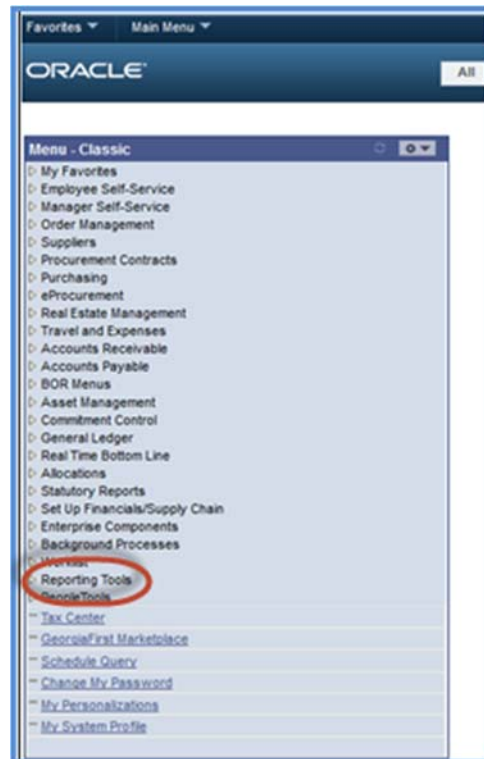 Favorites Main Menu
ORACLE
All
Menu - Classic
My Favorites
Employee Self-Service
Manager Self-Service
Order Management
Suppliers
Procurement Contracts
Purchasing
eProcurement
Real Estate Management
Travel and Expenses
Accounts Receivable
Accounts Payable
BOR Menus
Asset Management
Commitment Control
General Ledger
Real Time Bottom Line
Allocations
Statutory Reports
Set Up Financials/Supply Chain
Enterprise Components
Background Processes
Worklist
Reporting Tools
PeopleTools
Tax Center
GeorgiaFirst Marketplace
Schedule Query
Change My Password
My Personalizations
My System Profile